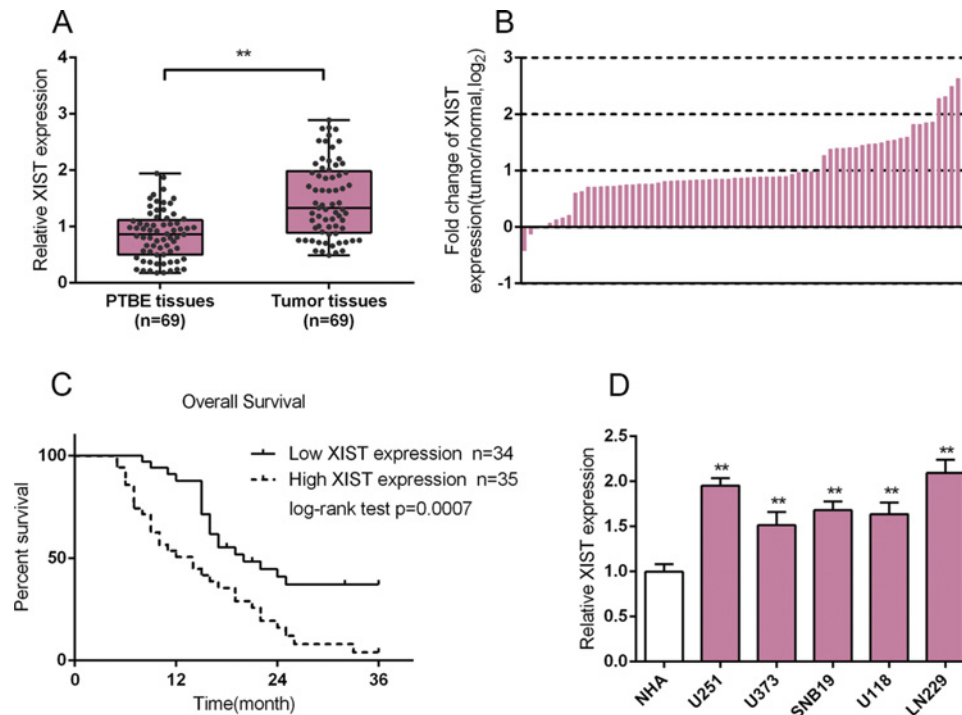 A
Relative XIST expression
4
3
2
1
0
**
PTBE tissues
(n=69)
Tumor tissues
(n=69)
B
Fold change of XIST
expression(tumor/normal,log2)
3
2
1
0
-1
C
Overall Survival
Percent survival
100
50
0
Low XIST expression n=34
High XIST expression n=35
log-rank test p=0.0007
0
12
24
36
Time(month)
D
Relative XIST expression
2.5
2.0
1.5
1.0
0.5
0.0
**
**
**
**
**
NHA
U251
U373
SNB19
U118
LN229